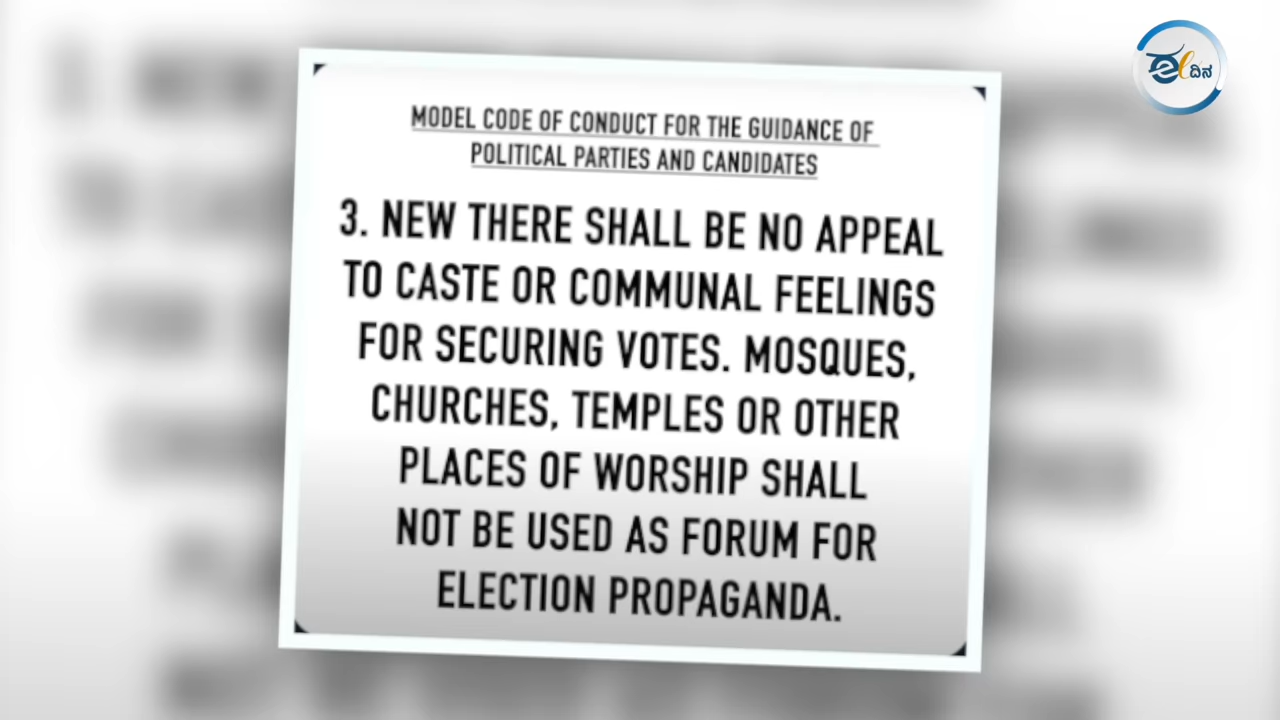 ಈದಿನ
MODEL CODE OF CONDUCT FOR THE GUIDANCE OF
POLITICAL PARTIES AND CANDIDATES
3. NEW THERE SHALL BE NO APPEAL
TO CASTE OR COMMUNAL FEELINGS
FOR SECURING VOTES. MOSQUES,
CHURCHES, TEMPLES OR OTHER
PLACES OF WORSHIP SHALL
NOT BE USED AS FORUM FOR
ELECTION PROPAGANDA.